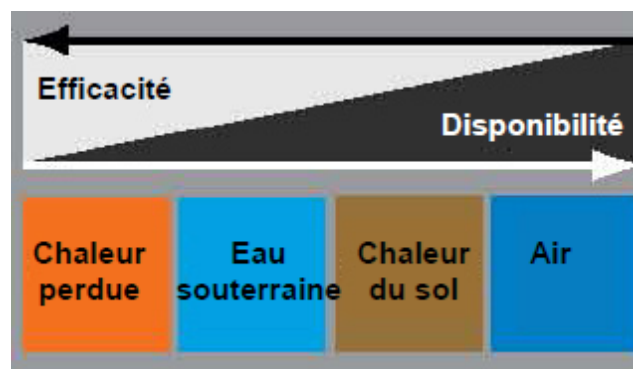 Efficacité
Disponibilité
Chaleur
perdue
Eau
souterraine
Chaleur
du sol
Air